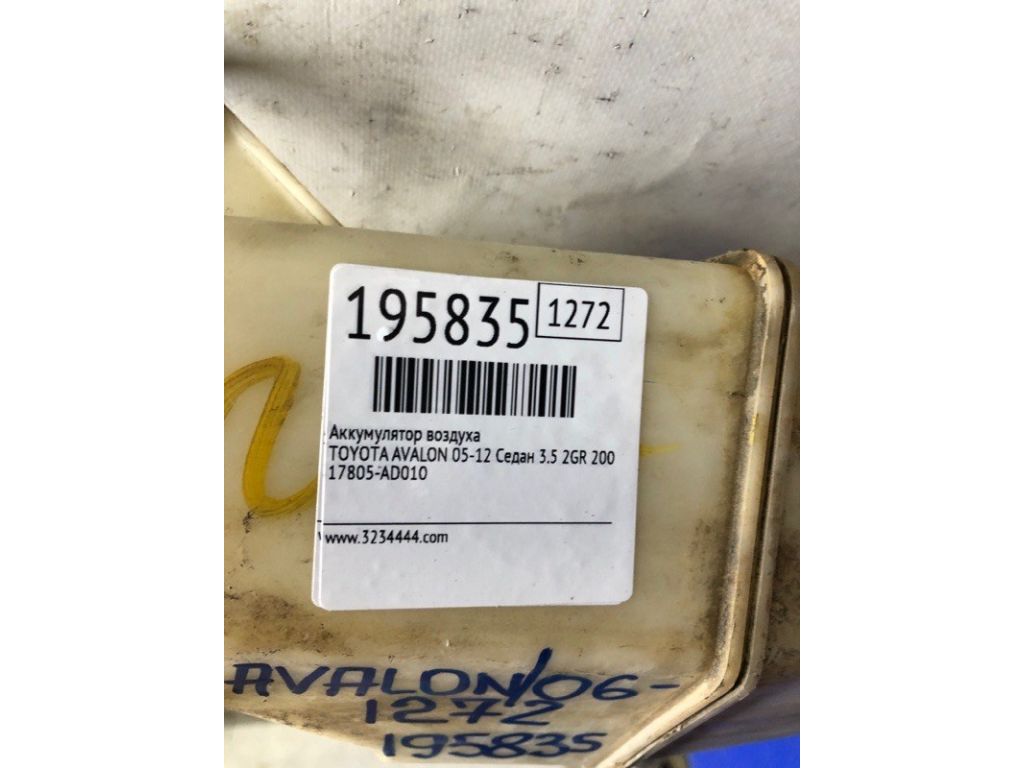 195835 1272
Аккумулятор воздуха
TOYOTA AVALON 05-12 Седан 3.5 2GR 200
17805-AD010
www.3234444.com
AVALON/06-
1272
195835